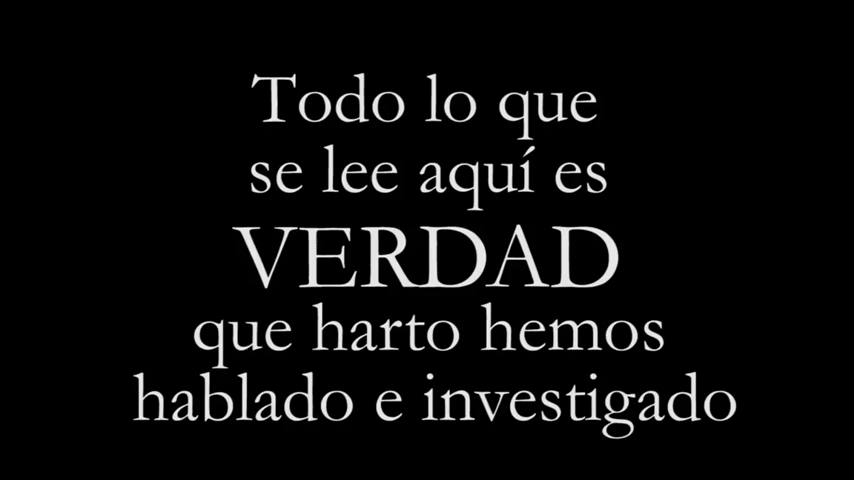 Todo lo que
se lee aquí es
VERDAD
que harto hemos
hablado e investigado